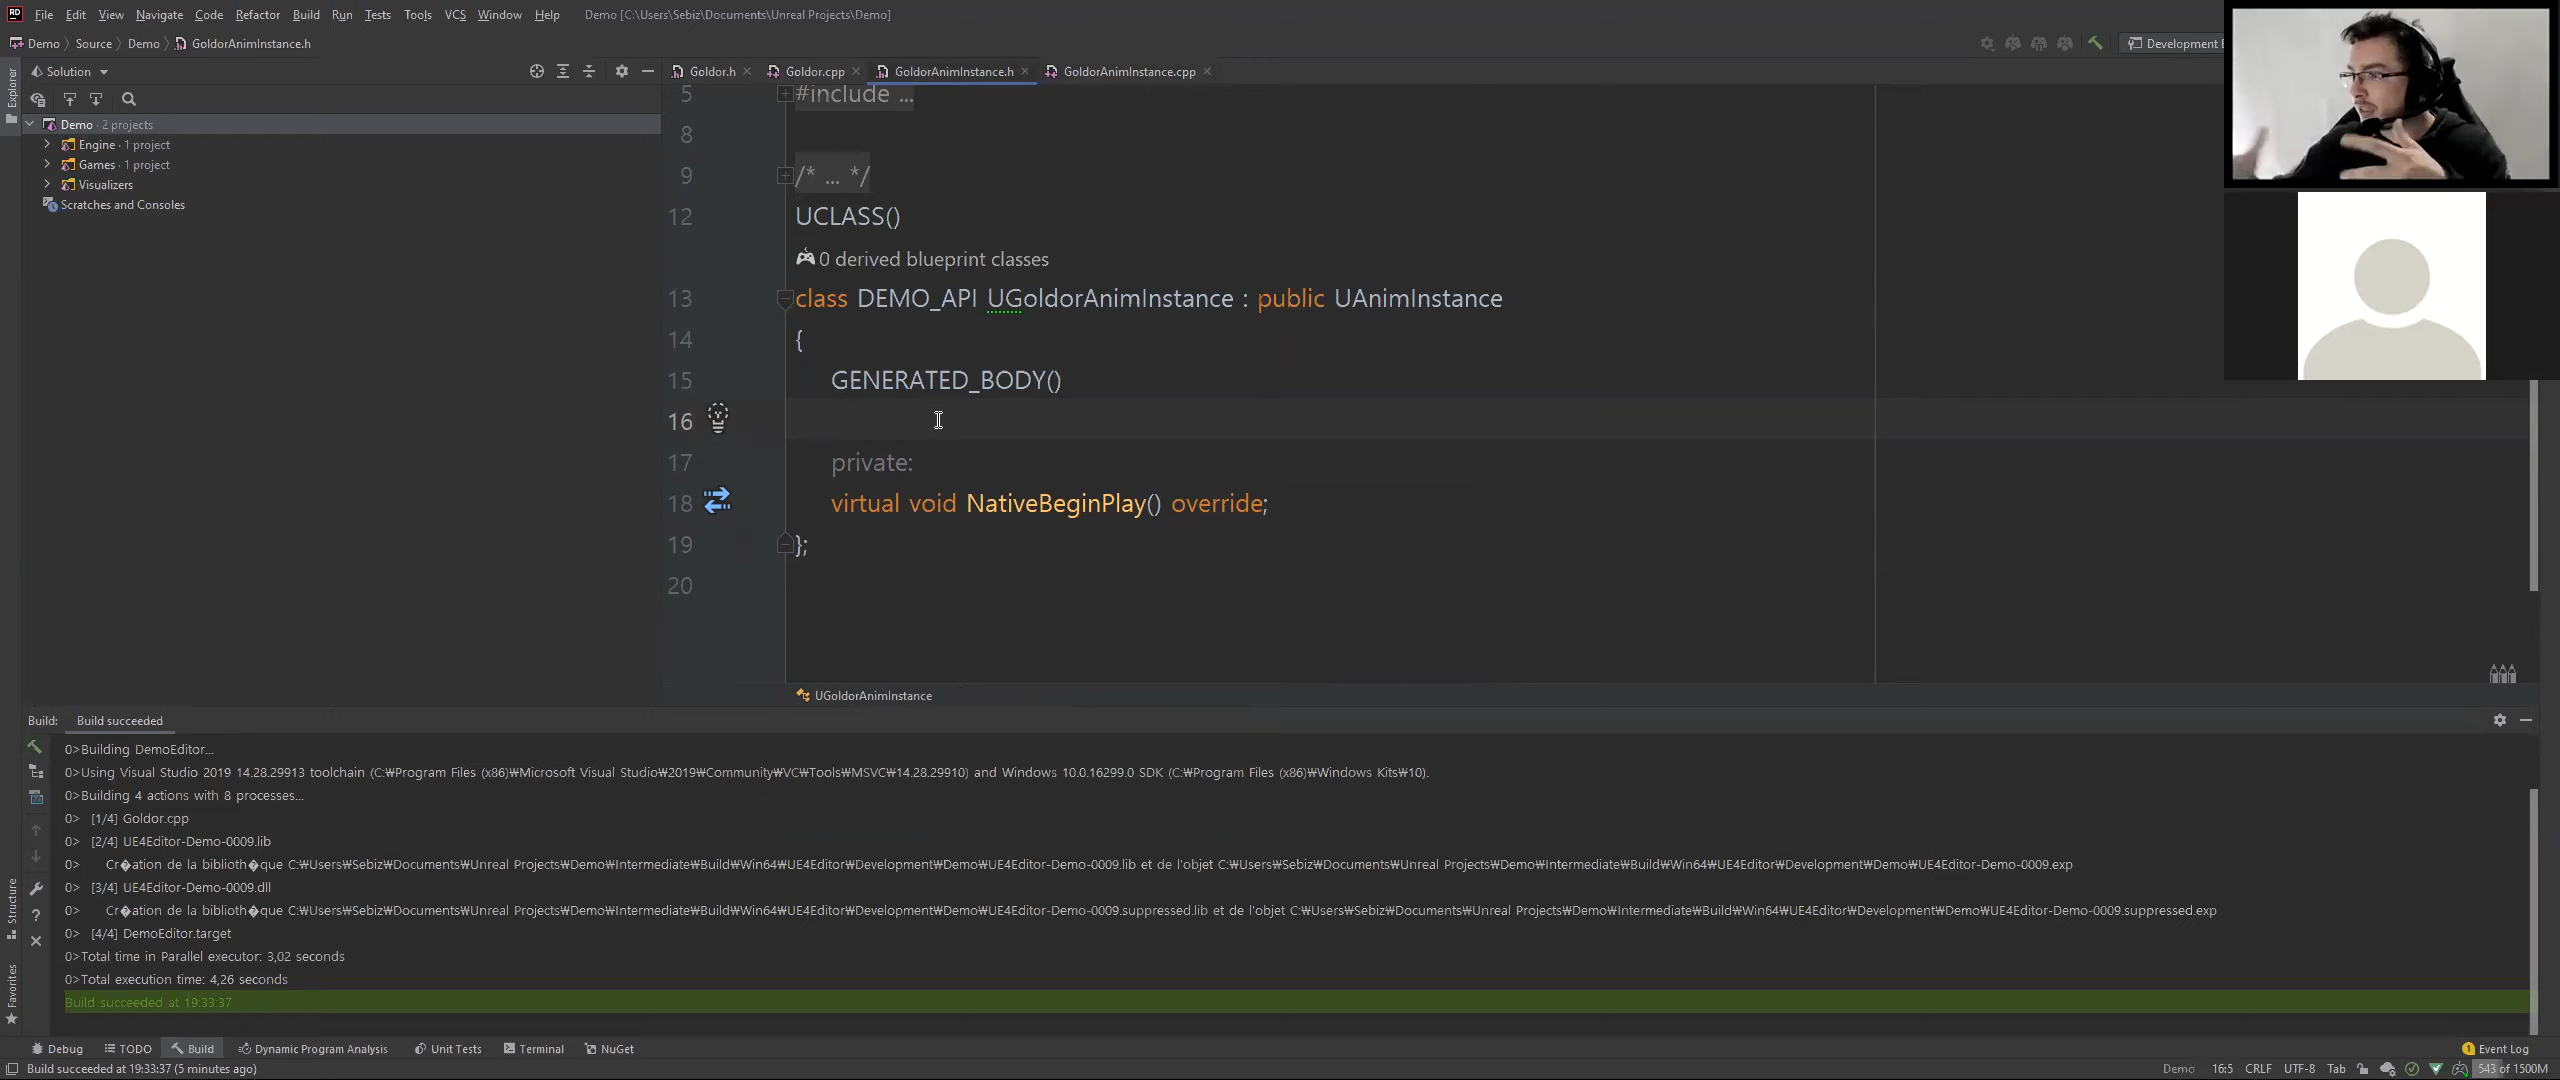 RD File Edit View Navigate Code Refactor Build Run Tests Tools VCS Window Help Demo [C:\Users\Sebiz\Documents\Unreal Projects\Demo]
Demo Source Demo GoldorAnimInstance.h
Development
Explorer
Solution
Goldor.h Goldor.cpp GoldorAnimInstance.h GoldorAnimInstance.cpp
Demo · 2 projects
Engine · 1 project
Games · 1 project
Visualizers
Scratches and Consoles
5 #include ...
8
9 /* ... */
12 UCLASS()
0 derived blueprint classes
13 class DEMO_API UGoldorAnimInstance : public UAnimInstance
14 {
15 GENERATED_BODY()
16
17 private:
18 virtual void NativeBeginPlay() override;
19 };
20
UGoldorAnimInstance
Build: Build succeeded
0>Building DemoEditor...
0>Using Visual Studio 2019 14.28.29913 toolchain (C:₩Program Files (x86)₩Microsoft Visual Studio₩2019₩Community₩VC₩Tools₩MSVC₩14.28.29910) and Windows 10.0.16299.0 SDK (C:₩Program Files (x86)₩Windows Kits₩10).
0>Building 4 actions with 8 processes...
0> [1/4] Goldor.cpp
0> [2/4] UE4Editor-Demo-0009.lib
0> Cr�ation de la biblioth�que C:₩Users₩Sebiz₩Documents₩Unreal Projects₩Demo₩Intermediate₩Build₩Win64₩UE4Editor₩Development₩Demo₩UE4Editor-Demo-0009.lib et de l'objet C:₩Users₩Sebiz₩Documents₩Unreal Projects₩Demo₩Intermediate₩Build₩Win64₩UE4Editor₩Development₩Demo₩UE4Editor-Demo-0009.exp
0> [3/4] UE4Editor-Demo-0009.dll
0> Cr�ation de la biblioth�que C:₩Users₩Sebiz₩Documents₩Unreal Projects₩Demo₩Intermediate₩Build₩Win64₩UE4Editor₩Development₩Demo₩UE4Editor-Demo-0009.suppressed.lib et de l'objet C:₩Users₩Sebiz₩Documents₩Unreal Projects₩Demo₩Intermediate₩Build₩Win64₩UE4Editor₩Development₩Demo₩UE4Editor-Demo-0009.suppressed.exp
0> [4/4] DemoEditor.target
0>Total time in Parallel executor: 3,02 seconds
0>Total execution time: 4,26 seconds
Build succeeded at 19:33:37
Structure
Favorites
Debug TODO Build Dynamic Program Analysis Unit Tests Terminal NuGet 1 Event Log
Build succeeded at 19:33:37 (5 minutes ago) Demo 16:5 CRLF UTF-8 Tab 543 of 1500M